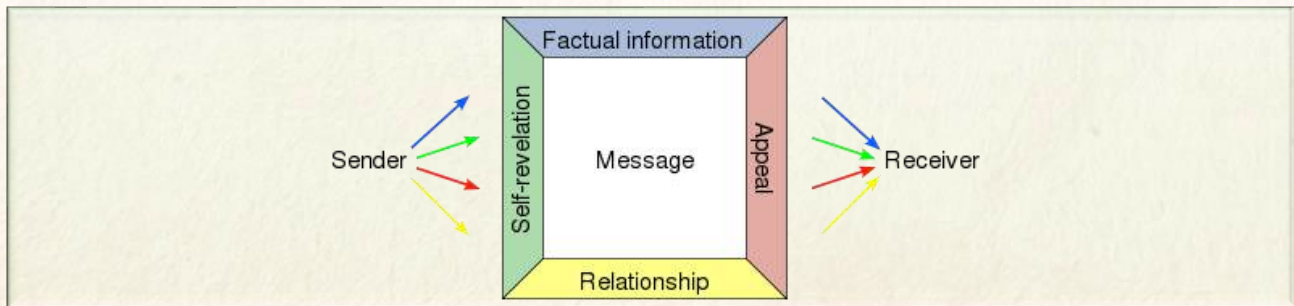 Factual information
Self-revelation
Sender
Message
Appeal
Receiver
Relationship